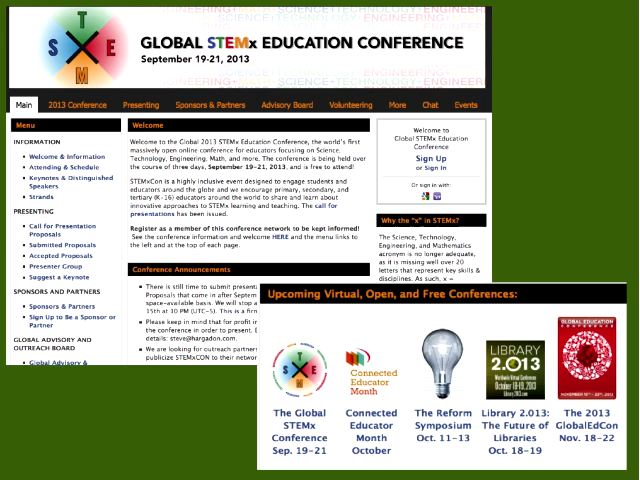 SCIENCE+TECHNOLOGY+ENGINEERING+
T
S
E
M
GLOBAL STEMx EDUCATION CONFERENCE
September 19-21, 2013
Main 2013 Conference Presenting Sponsors & Partners Advisory Board Volunteering More Chat Events
Menu
INFORMATION
Welcome & Information
Attending & Schedule
Keynotes & Distinguished
Speakers
Strands
PRESENTING
Call for Presentation
Proposals
Submitted Proposals
Accepted Proposals
Presenter Group
Suggest a Keynote
SPONSORS AND PARTNERS
Sponsors & Partners
Sign Up to Be a Sponsor or
Partner
GLOBAL ADVISORY AND
OUTREACH BOARD
Global Advisory &
Welcome
Welcome to the Global 2013 STEMx Education Conference, the world's first
massively open online conference for educators focusing on Science,
Technology, Engineering, Math, and more. The conference is being held over
the course of three days, September 19-21, 2013, and is free to attend!
STEMxCon is a highly inclusive event designed to engage students and
educators around the globe and we encourage primary, secondary, and
tertiary (K-16) educators around the world to share and learn about
innovative approaches to STEM learning and teaching. The call for
presentations has been issued.
Register as a member of this conference network to be kept informed!
See the conference information and welcome HERE and the menu links to
the left and at the top of each page.
Conference Announcements
There is still time to submit present
Proposals that come in after Septem
space-available basis. We will stop a
15th at 10 PM (UTC-5). This is a firn
Please keep in mind that for profit in
the conference in order to present.
details: steve@hargadon.com.
We are looking for outreach partner
publicize STEMxCON to their networ
Welcome to
Global STEMx Education
Conference
Sign Up
or Sign In
Or sign in with:
Why the "x" in STEMx?
The Science, Technology,
Engineering, and Mathematics
acronym is no longer adequate,
as it is missing well over 20
letters that represent key skills &
disciplines. As such, x =
Upcoming Virtual, Open, and Free Conferences:
T
S
E
M
Connected
Educator
Month
LIBRARY
2.013
Worldwide Virtual Conference
October 18-19, 2013
Library2013.com
GLOBAL EDUCATION
CONFERENCE
The Global
STEMx
Conference
Sep. 19-21
Connected
Educator
Month
October
The Reform
Symposium
Oct. 11-13
Library 2.013:
The Future of
Libraries
Oct. 18-19
The 2013
GlobalEdCon
Nov. 18-22